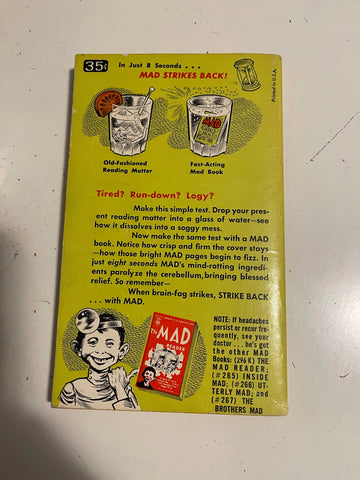 35¢
In Just 8 Seconds . . .
MAD STRIKES BACK!
Printed in U.S.A.
MAD
Old-Fashioned
Reading Matter
Fast-Acting
Mad Book
Tired? Run-down? Logy?
Make this simple test. Drop your pres-
ent reading matter into a glass of water—see
how it dissolves into a soggy mess.
Now make the same test with a MAD
book. Notice how crisp and firm the cover stays
—how those bright MAD pages begin to fizz. In
just eight seconds MAD's mind-rotting ingredi-
ents paralyze the cerebellum, bringing blessed
relief. So remember—
When brain-fag strikes, STRIKE BACK
. . . with MAD.
The
MAD
READER
NOTE: If headaches
persist or recur fre-
quently, see your
doctor . . . he's got
the other MAD
Books: (296 K) THE
MAD READER;
(#265) INSIDE
MAD; (#266) UT-
TERLY MAD; and
(#267) THE
BROTHERS MAD